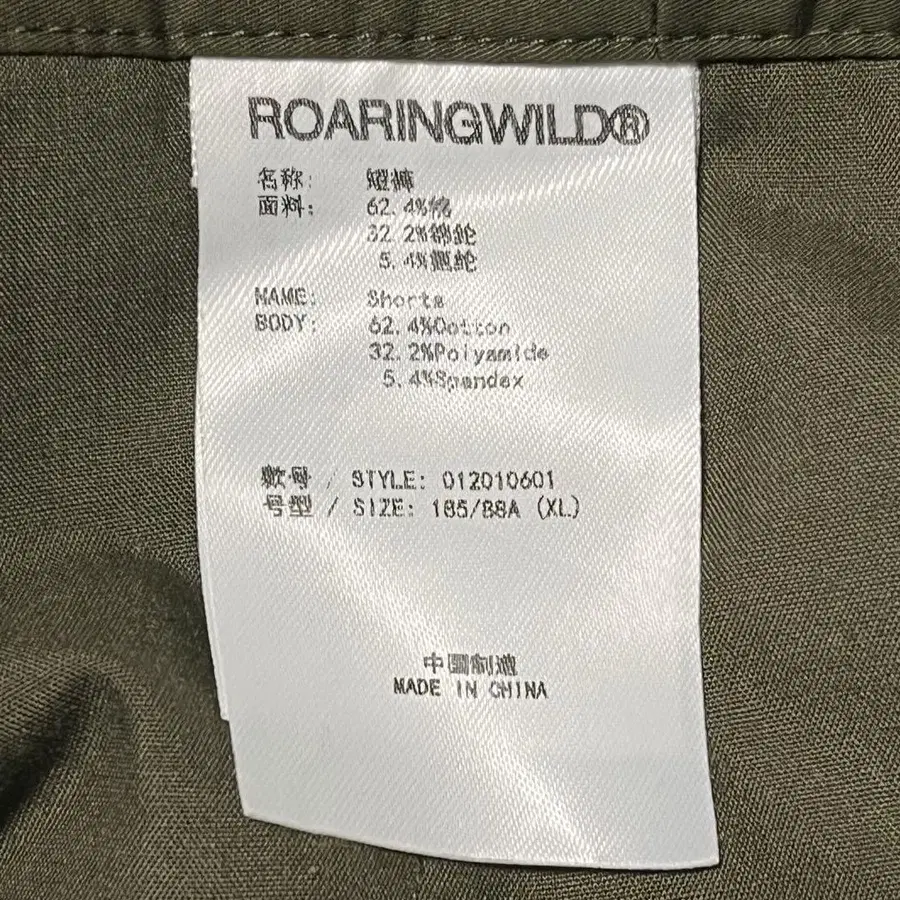 ROARINGWILD®
名称: 短裤
面料: 62.4%棉
32.2%锦纶
5.4%氨纶
NAME: Shorts
BODY: 62.4%Cotton
32.2%Polyamide
5.4%Spandex
款号 / STYLE: 012010601
号型 / SIZE: 185/88A (XL)
中國制造
MADE IN CHINA